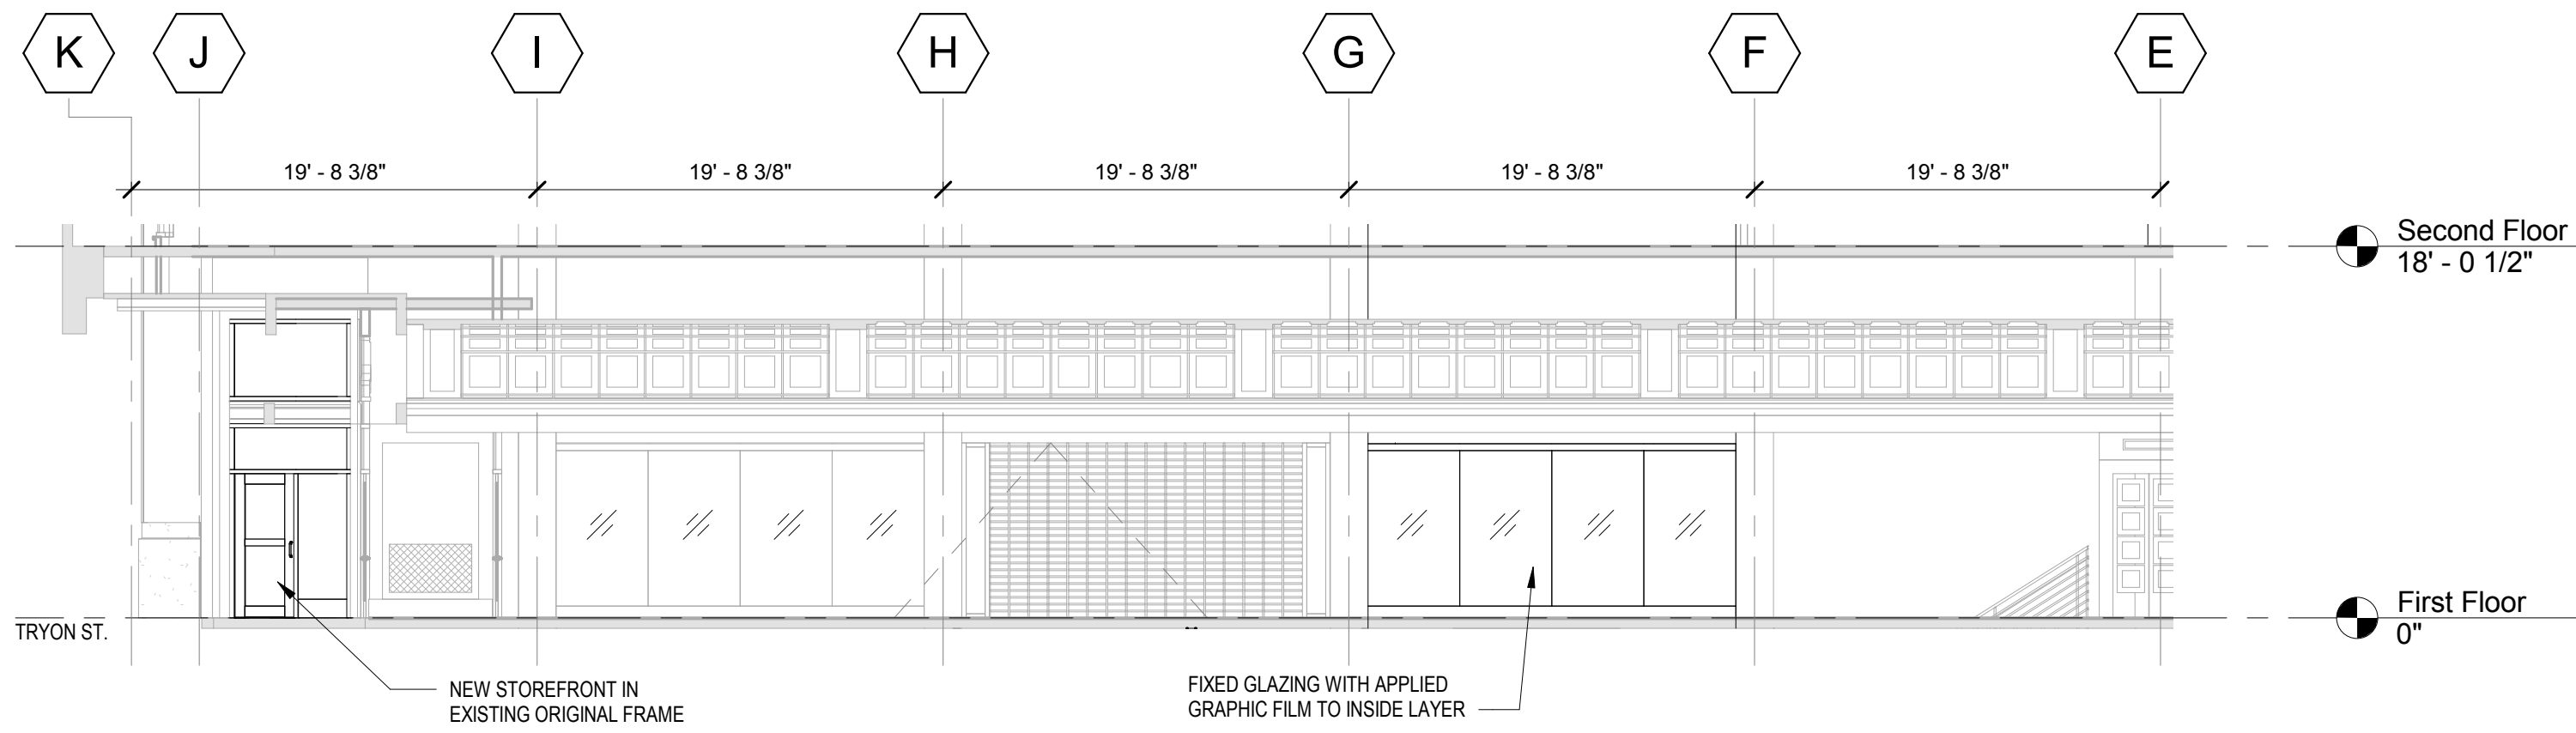 K
J
I
H
G
F
E
19' - 8 3/8"
19' - 8 3/8"
19' - 8 3/8"
19' - 8 3/8"
19' - 8 3/8"
Second Floor
18' - 0 1/2"
First Floor
0"
TRYON ST.
NEW STOREFRONT IN
EXISTING ORIGINAL FRAME
FIXED GLAZING WITH APPLIED
GRAPHIC FILM TO INSIDE LAYER